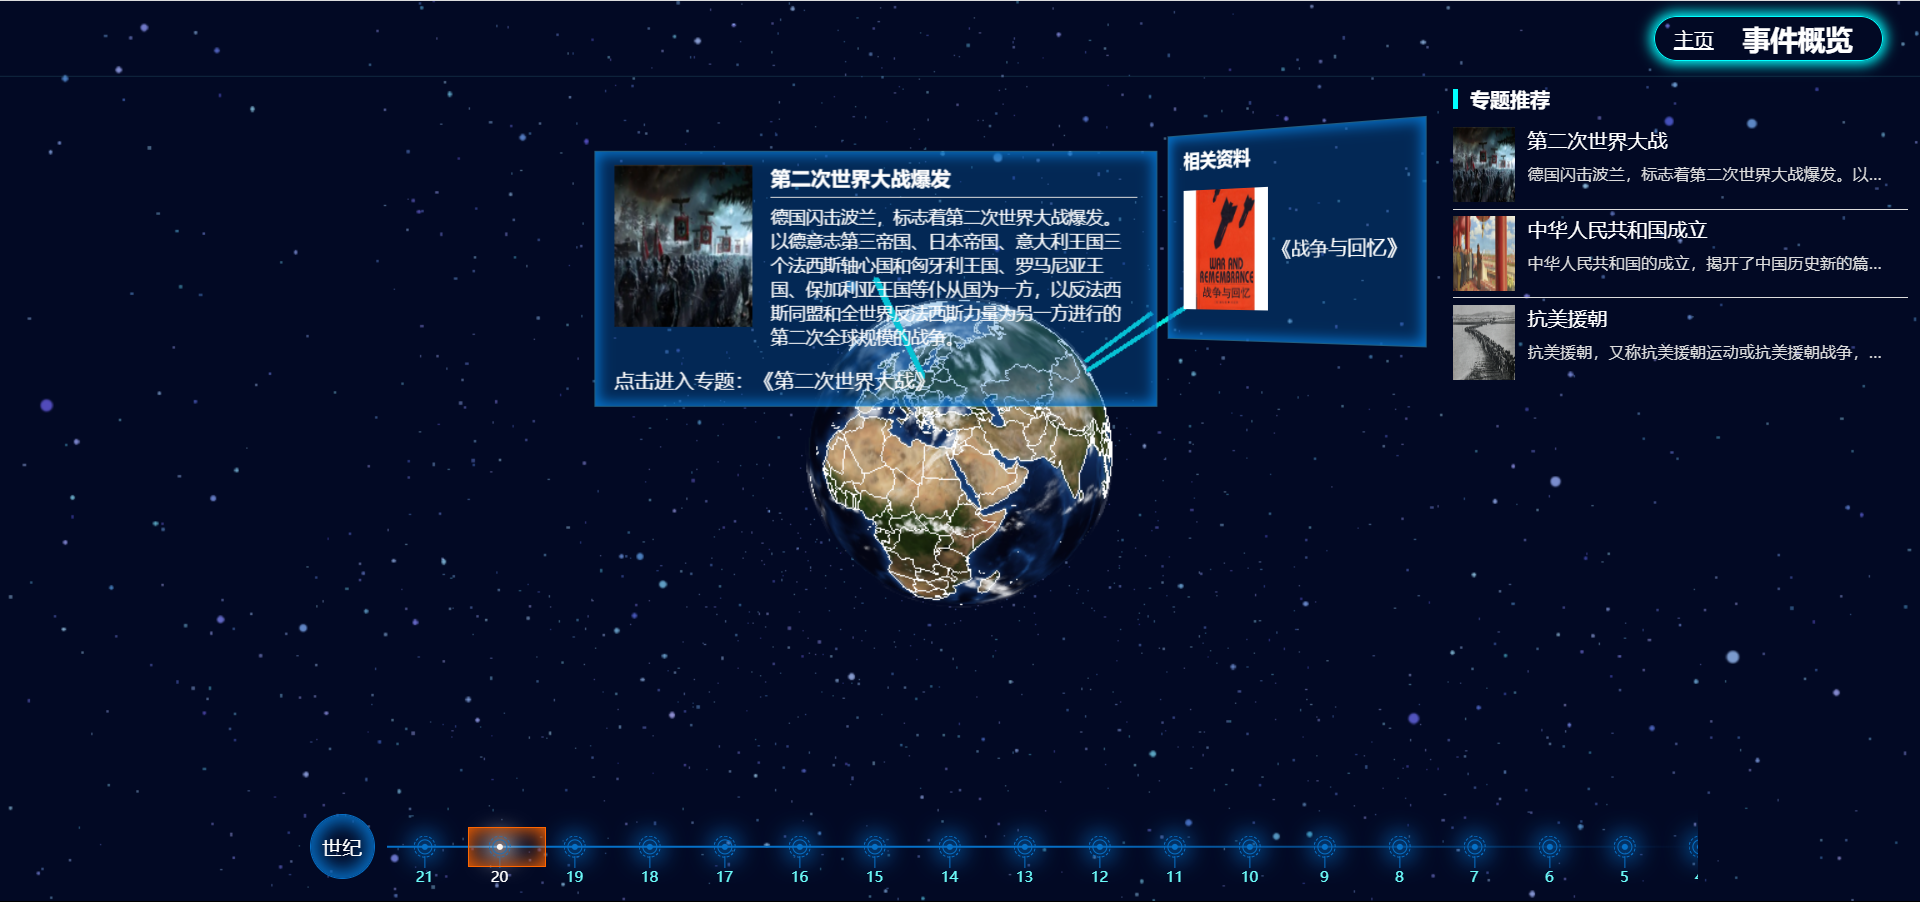 主页 事件概览
专题推荐
第二次世界大战
德国闪击波兰，标志着第二次世界大战爆发。以...
中华人民共和国成立
中华人民共和国的成立，揭开了中国历史新的篇...
抗美援朝
抗美援朝，又称抗美援朝运动或抗美援朝战争，...
第二次世界大战爆发
德国闪击波兰，标志着第二次世界大战爆发。
以德意志第三帝国、日本帝国、意大利王国三
个法西斯轴心国和匈牙利王国、罗马尼亚王
国、保加利亚王国等仆从国为一方，以反法西
斯同盟和全世界反法西斯力量为另一方进行的
第二次全球规模的战争。
点击进入专题：《第二次世界大战》
相关资料
WAR AND
REMEMBRANCE
战争与回忆
《战争与回忆》
世纪
21 20 19 18 17 16 15 14 13 12 11 10 9 8 7 6 5